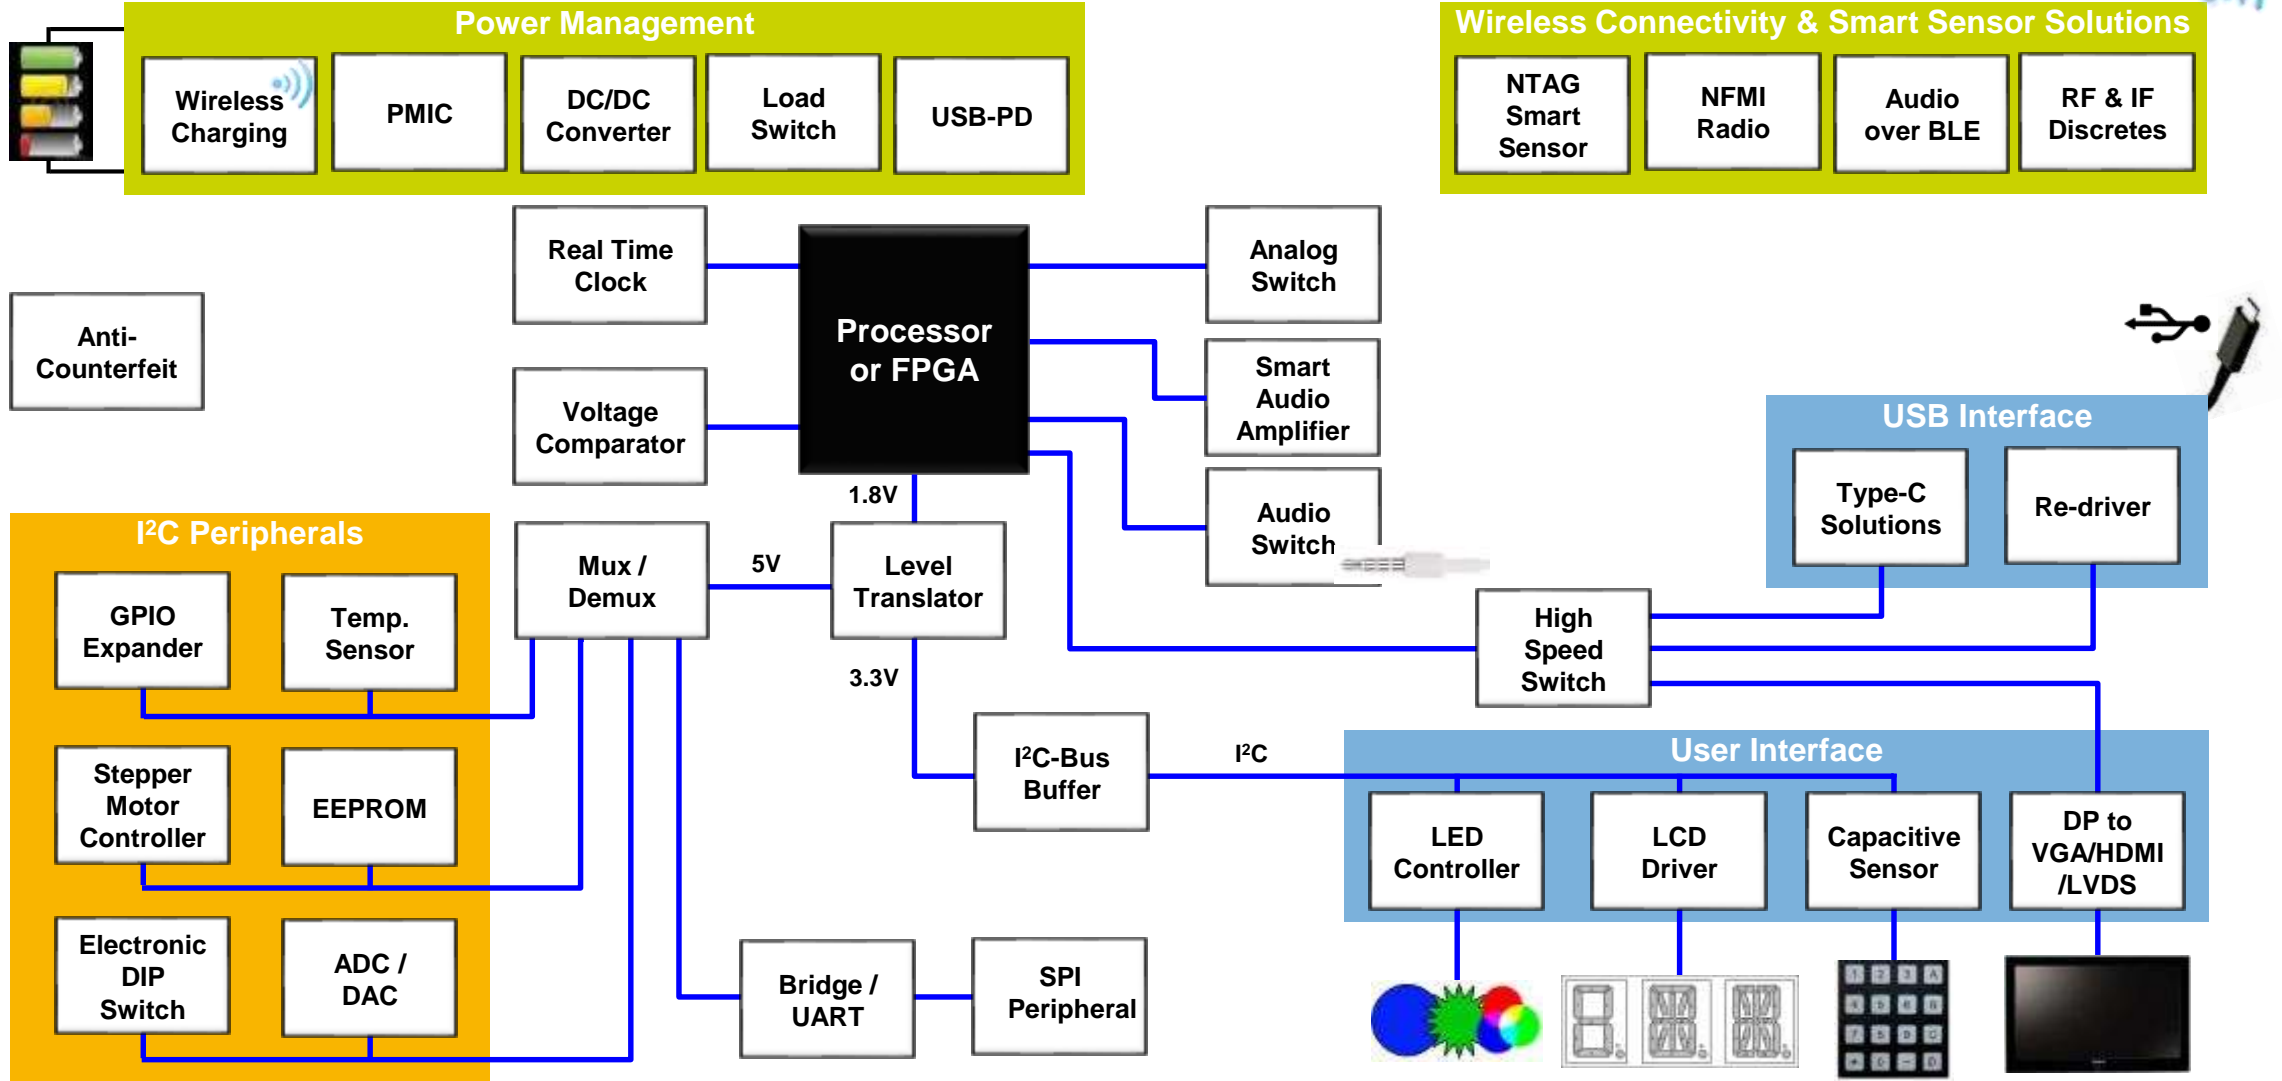 Power Management
Wireless
Charging
PMIC
DC/DC
Converter
Load
Switch
USB-PD
Wireless Connectivity & Smart Sensor Solutions
NTAG
Smart
Sensor
NFMI
Radio
Audio
over BLE
RF & IF
Discretes
Real Time
Clock
Processor
or FPGA
Analog
Switch
Anti-
Counterfeit
Voltage
Comparator
Smart
Audio
Amplifier
Audio
Switch
USB Interface
Type-C
Solutions
Re-driver
1.8V
I²C Peripherals
GPIO
Expander
Temp.
Sensor
Mux /
Demux
5V
Level
Translator
3.3V
High
Speed
Switch
Stepper
Motor
Controller
EEPROM
I²C-Bus
Buffer
I²C
User Interface
LED
Controller
LCD
Driver
Capacitive
Sensor
DP to
VGA/HDMI
/LVDS
Electronic
DIP
Switch
ADC /
DAC
Bridge /
UART
SPI
Peripheral
1 2 3 A